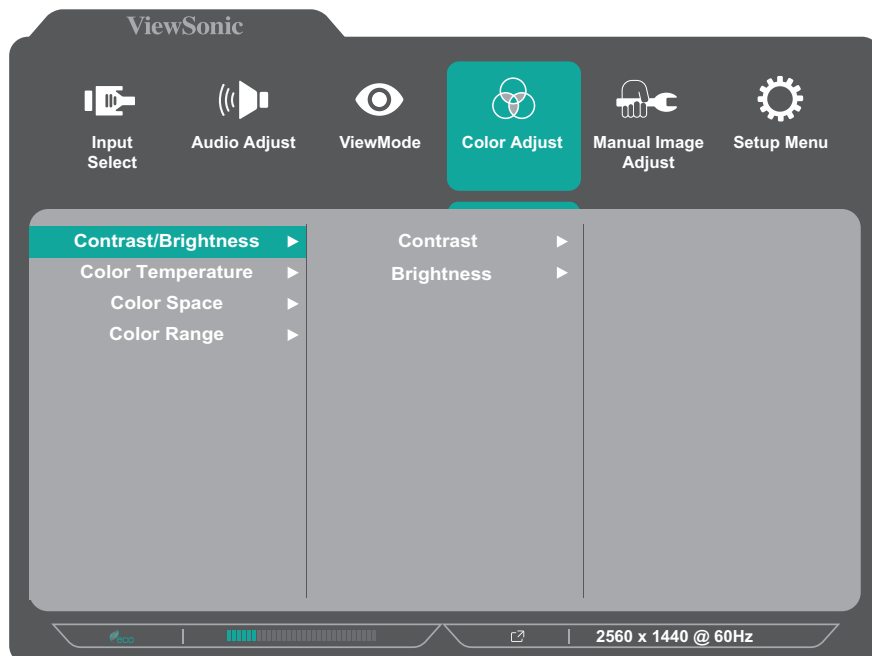 ViewSonic
Input Select
Audio Adjust
ViewMode
Color Adjust
Manual Image Adjust
Setup Menu
Contrast/Brightness
Color Temperature
Color Space
Color Range
Contrast
Brightness
eco
2560 x 1440 @ 60Hz